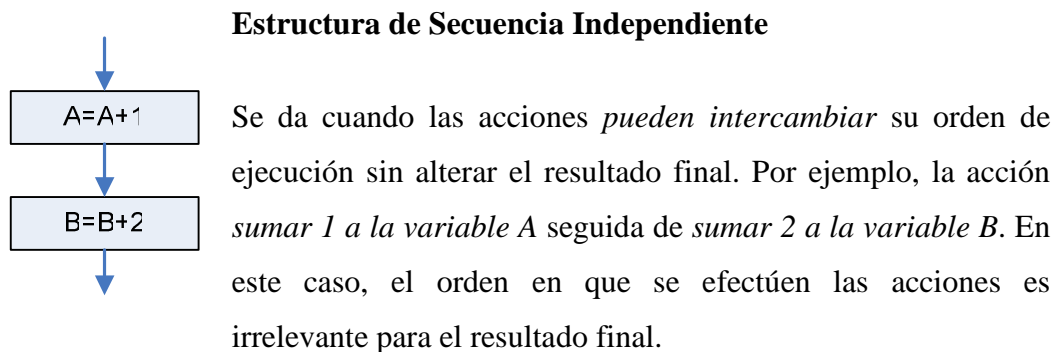 Estructura de Secuencia Independiente
A=A+1
B=B+2
Se da cuando las acciones pueden intercambiar su orden de
ejecución sin alterar el resultado final. Por ejemplo, la acción
sumar 1 a la variable A seguida de sumar 2 a la variable B. En
este caso, el orden en que se efectúen las acciones es
irrelevante para el resultado final.